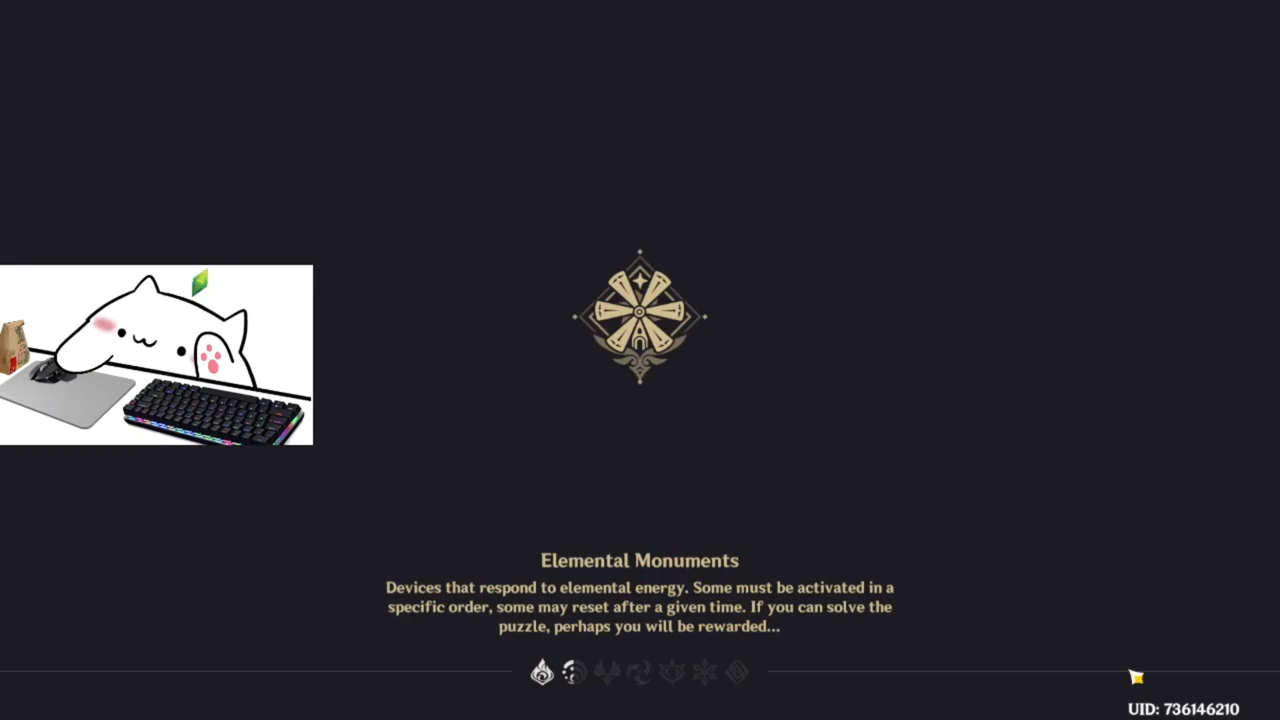 Elemental Monuments
Devices that respond to elemental energy. Some must be activated in a
specific order, some may reset after a given time. If you can solve the
puzzle, perhaps you will be rewarded...
UID: 736146210